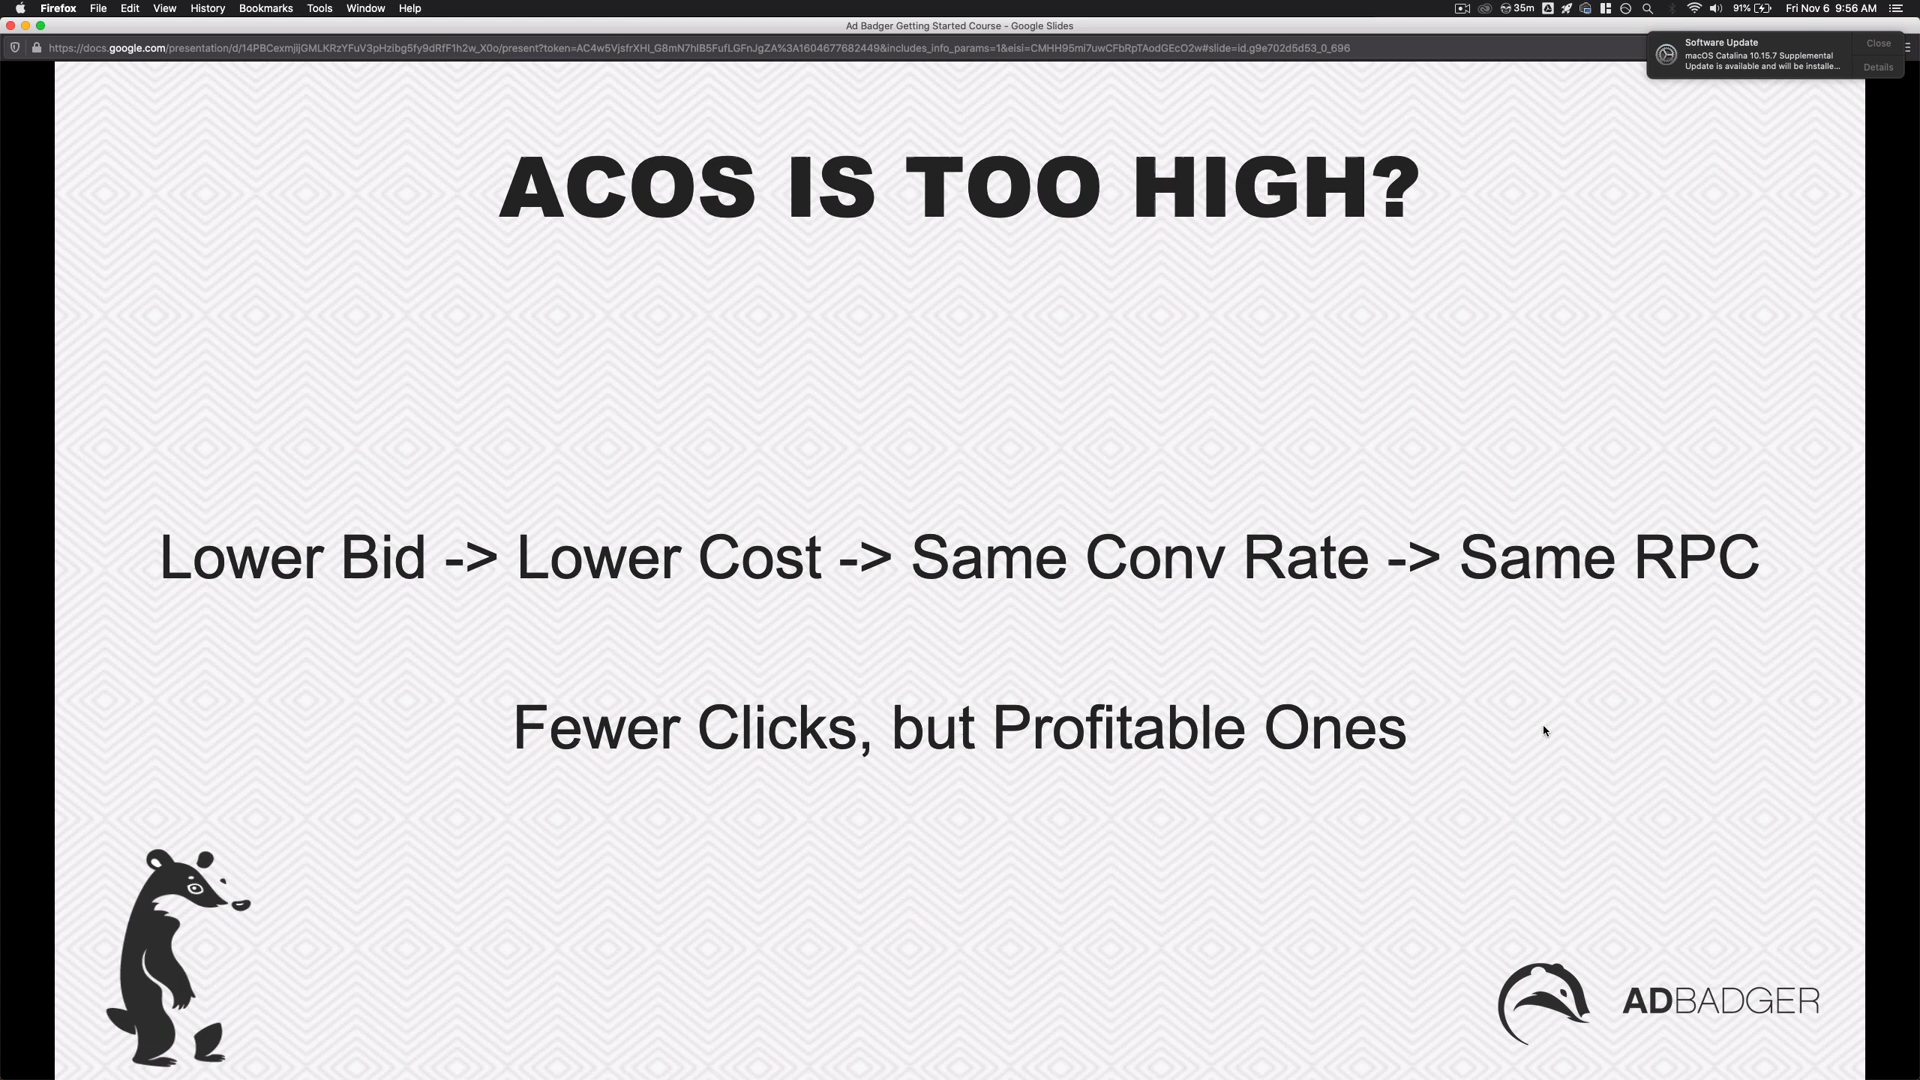 Firefox File Edit View History Bookmarks Tools Window Help
35m
91%
Fri Nov 6 9:56 AM
Ad Badger Getting Started Course - Google Slides
Software Update
macOS Catalina 10.15.7 Supplemental
Update is available and will be installe...
Close
Details
ACOS IS TOO HIGH?
Lower Bid -> Lower Cost -> Same Conv Rate -> Same RPC
Fewer Clicks, but Profitable Ones
ADBADGER